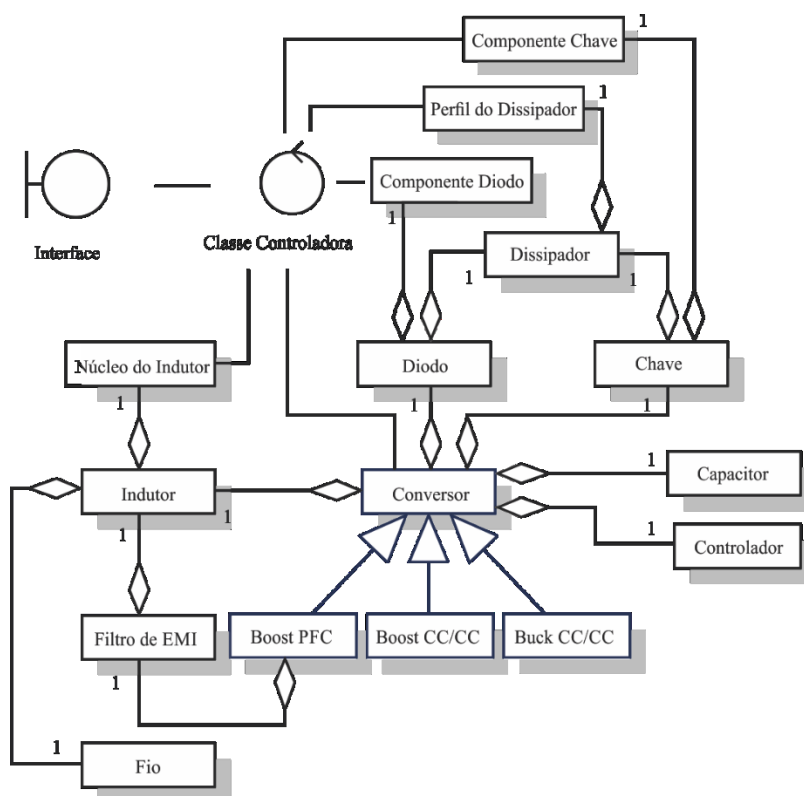 1
Componente Chave
1
Perfil do Dissipador
Componente Diodo
1
Interface
Classe Controladora
Dissipador
1
1
1Núcleo do Indutor
1
Diodo
1
Chave
1
Indutor
1
1
Conversor
1
Capacitor
1
Controlador
Filtro de EMI
1
Boost PFC
Boost CC/CC
Buck CC/CC
1
Fio